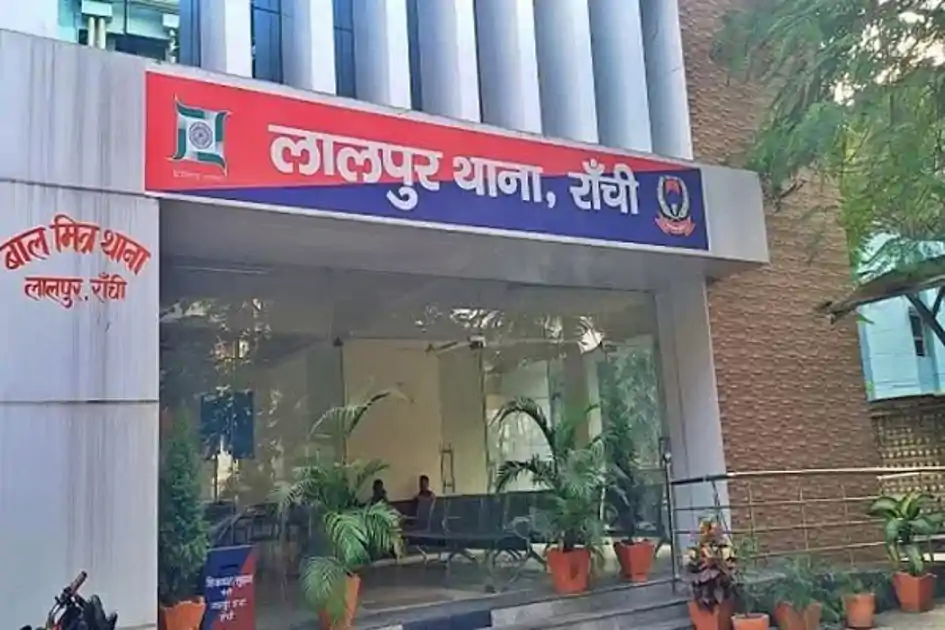 लालपुर थाना, राँची
बाल मित्र थाना
लालपुर, राँची